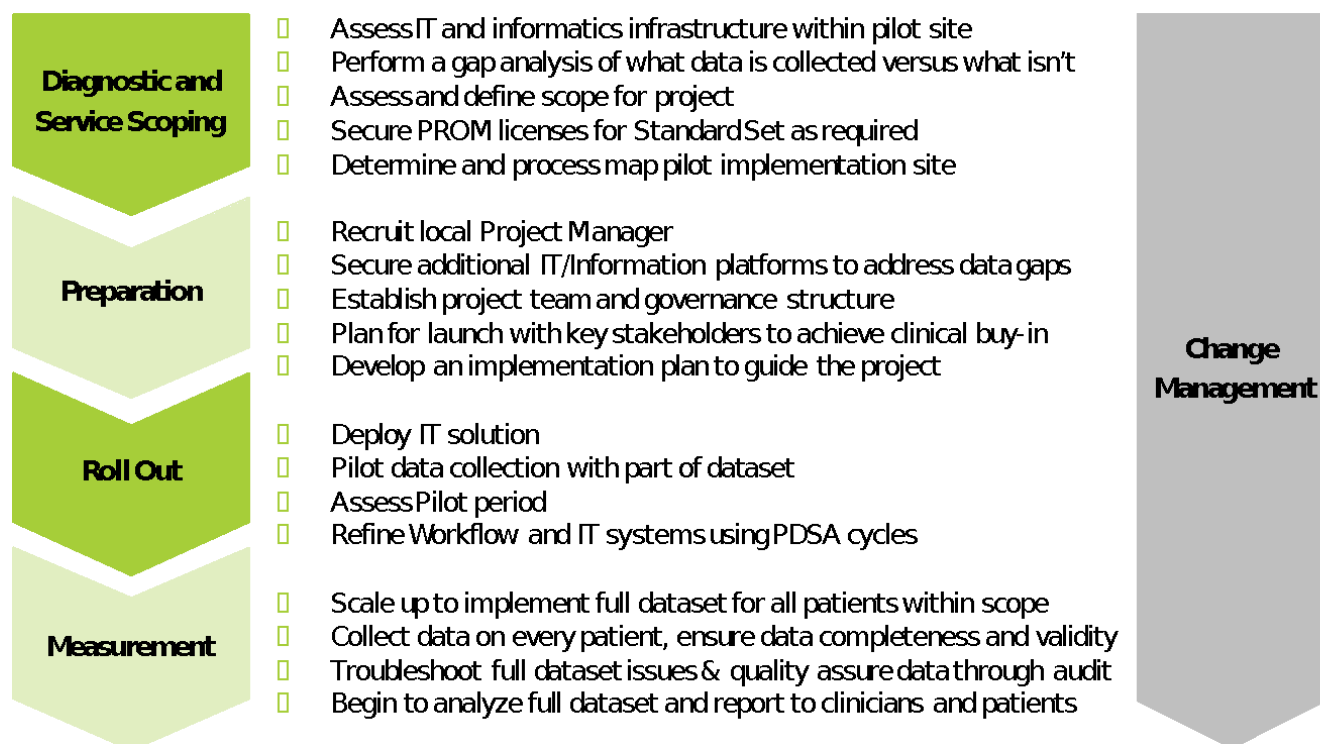 Diagnostic and
Service Scoping
Assess IT and informatics infrastructure within pilot site
Perform a gap analysis of what data is collected versus what isn't
Assess and define scope for project
Secure PROM licenses for Standard Set as required
Determine and process map pilot implementation site
Preparation
Recruit local Project Manager
Secure additional IT/Information platforms to address data gaps
Establish project team and governance structure
Plan for launch with key stakeholders to achieve clinical buy-in
Develop an implementation plan to guide the project
Roll Out
Deploy IT solution
Pilot data collection with part of dataset
Assess Pilot period
Refine Workflow and IT systems using PDSA cycles
Measurement
Scale up to implement full dataset for all patients within scope
Collect data on every patient, ensure data completeness and validity
Troubleshoot full dataset issues & quality assure data through audit
Begin to analyze full dataset and report to clinicians and patients
Change
Management